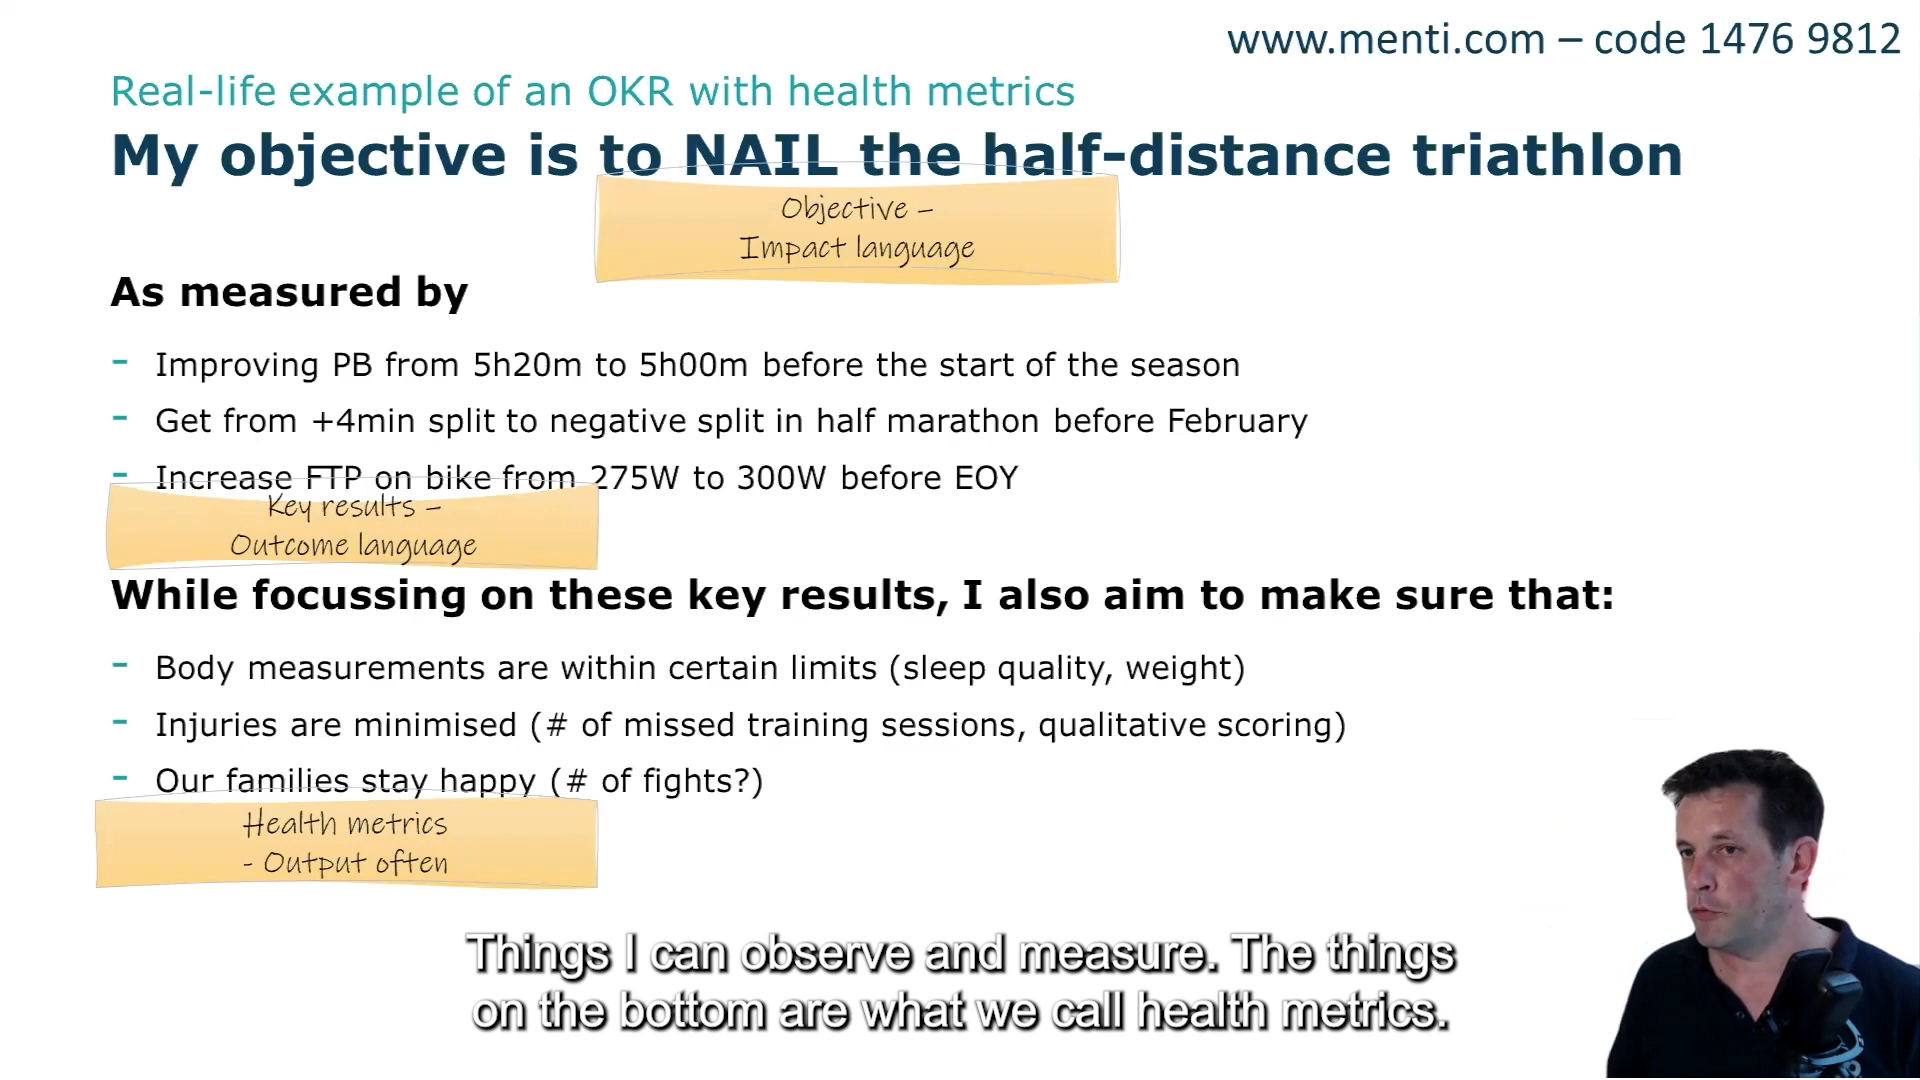 www.menti.com – code 1476 9812
Real-life example of an OKR with health metrics
My objective is to NAIL the half-distance triathlon
Objective –
Impact language
As measured by
- Improving PB from 5h20m to 5h00m before the start of the season
- Get from +4min split to negative split in half marathon before February
- Increase FTP on bike from 275W to 300W before EOY
Key results –
Outcome language
While focussing on these key results, I also aim to make sure that:
- Body measurements are within certain limits (sleep quality, weight)
- Injuries are minimised (# of missed training sessions, qualitative scoring)
- Our families stay happy (# of fights?)
Health metrics
- Output often
Things I can observe and measure. The things
on the bottom are what we call health metrics.